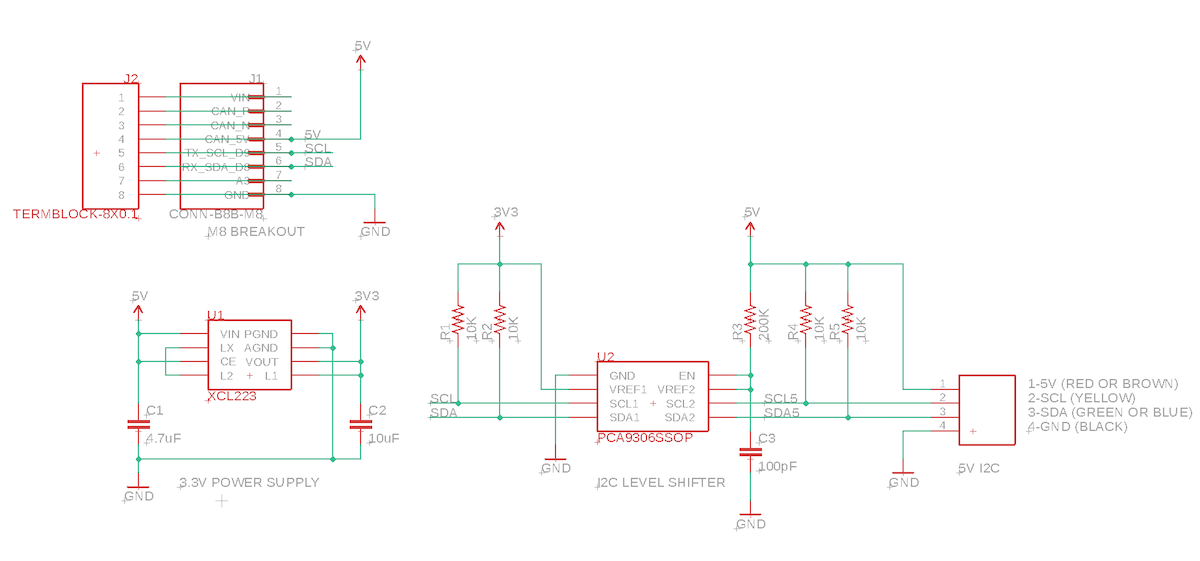 5V
J2
J1
1 VIN 1
2 CAN_P 2
3 CAN_N 3
4 CAN_5V 4 5V
5 TX_SCL_D9 5 SCL
6 RX_SDA_D8 6 SDA
7 A3 7
8 GND 8
TERMBLOCK-8X0.1
CONN-B8B-M8
M8 BREAKOUT
GND
5V
3V3
U1
VIN PGND
LX AGND
CE VOUT
L2 L1
XCL223
C1
4.7uF
C2
10uF
GND
3.3V POWER SUPPLY
3V3
5V
R1
10K
R2
10K
R3
200K
R4
10K
R5
10K
U2
GND EN
VREF1 VREF2
SCL1 SCL2
SDA1 SDA2
PCA9306SSOP
SCL
SDA
SCL5
SDA5
C3
100pF
GND
GND
I2C LEVEL SHIFTER
1
2
3
4
1-5V (RED OR BROWN)
2-SCL (YELLOW)
3-SDA (GREEN OR BLUE)
4-GND (BLACK)
GND
5V I2C